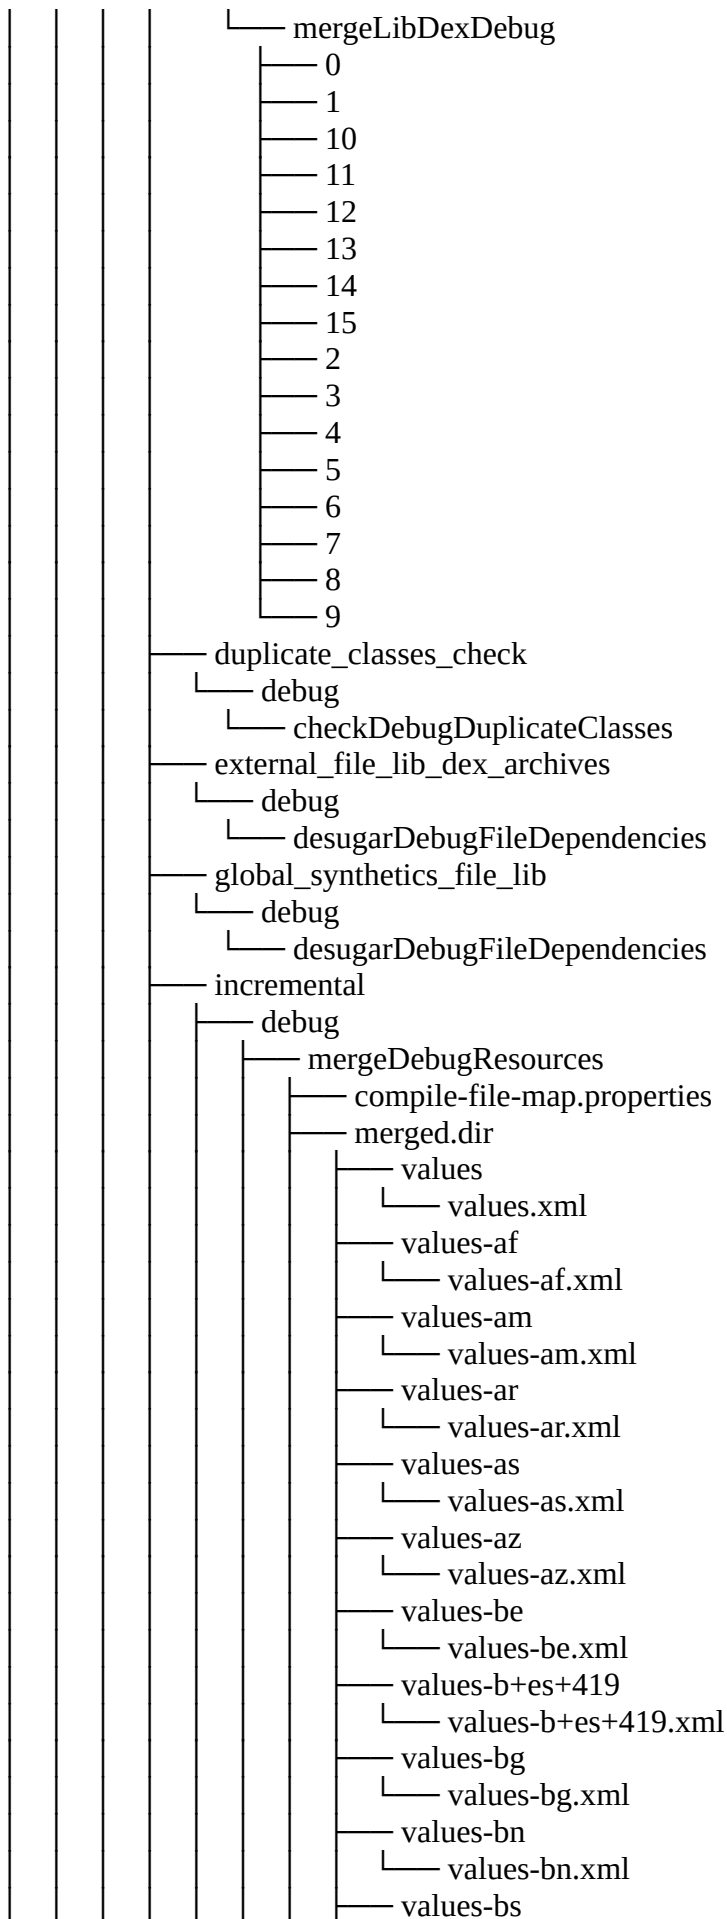 mergeLibDexDebug
0
1
10
11
12
13
14
15
2
3
4
5
6
7
8
9
duplicate_classes_check
debug
checkDebugDuplicateClasses
external_file_lib_dex_archives
debug
desugarDebugFileDependencies
global_synthetics_file_lib
debug
desugarDebugFileDependencies
incremental
debug
mergeDebugResources
compile-file-map.properties
merged.dir
values
values.xml
values-af
values-af.xml
values-am
values-am.xml
values-ar
values-ar.xml
values-as
values-as.xml
values-az
values-az.xml
values-be
values-be.xml
values-b+es+419
values-b+es+419.xml
values-bg
values-bg.xml
values-bn
values-bn.xml
values-bs